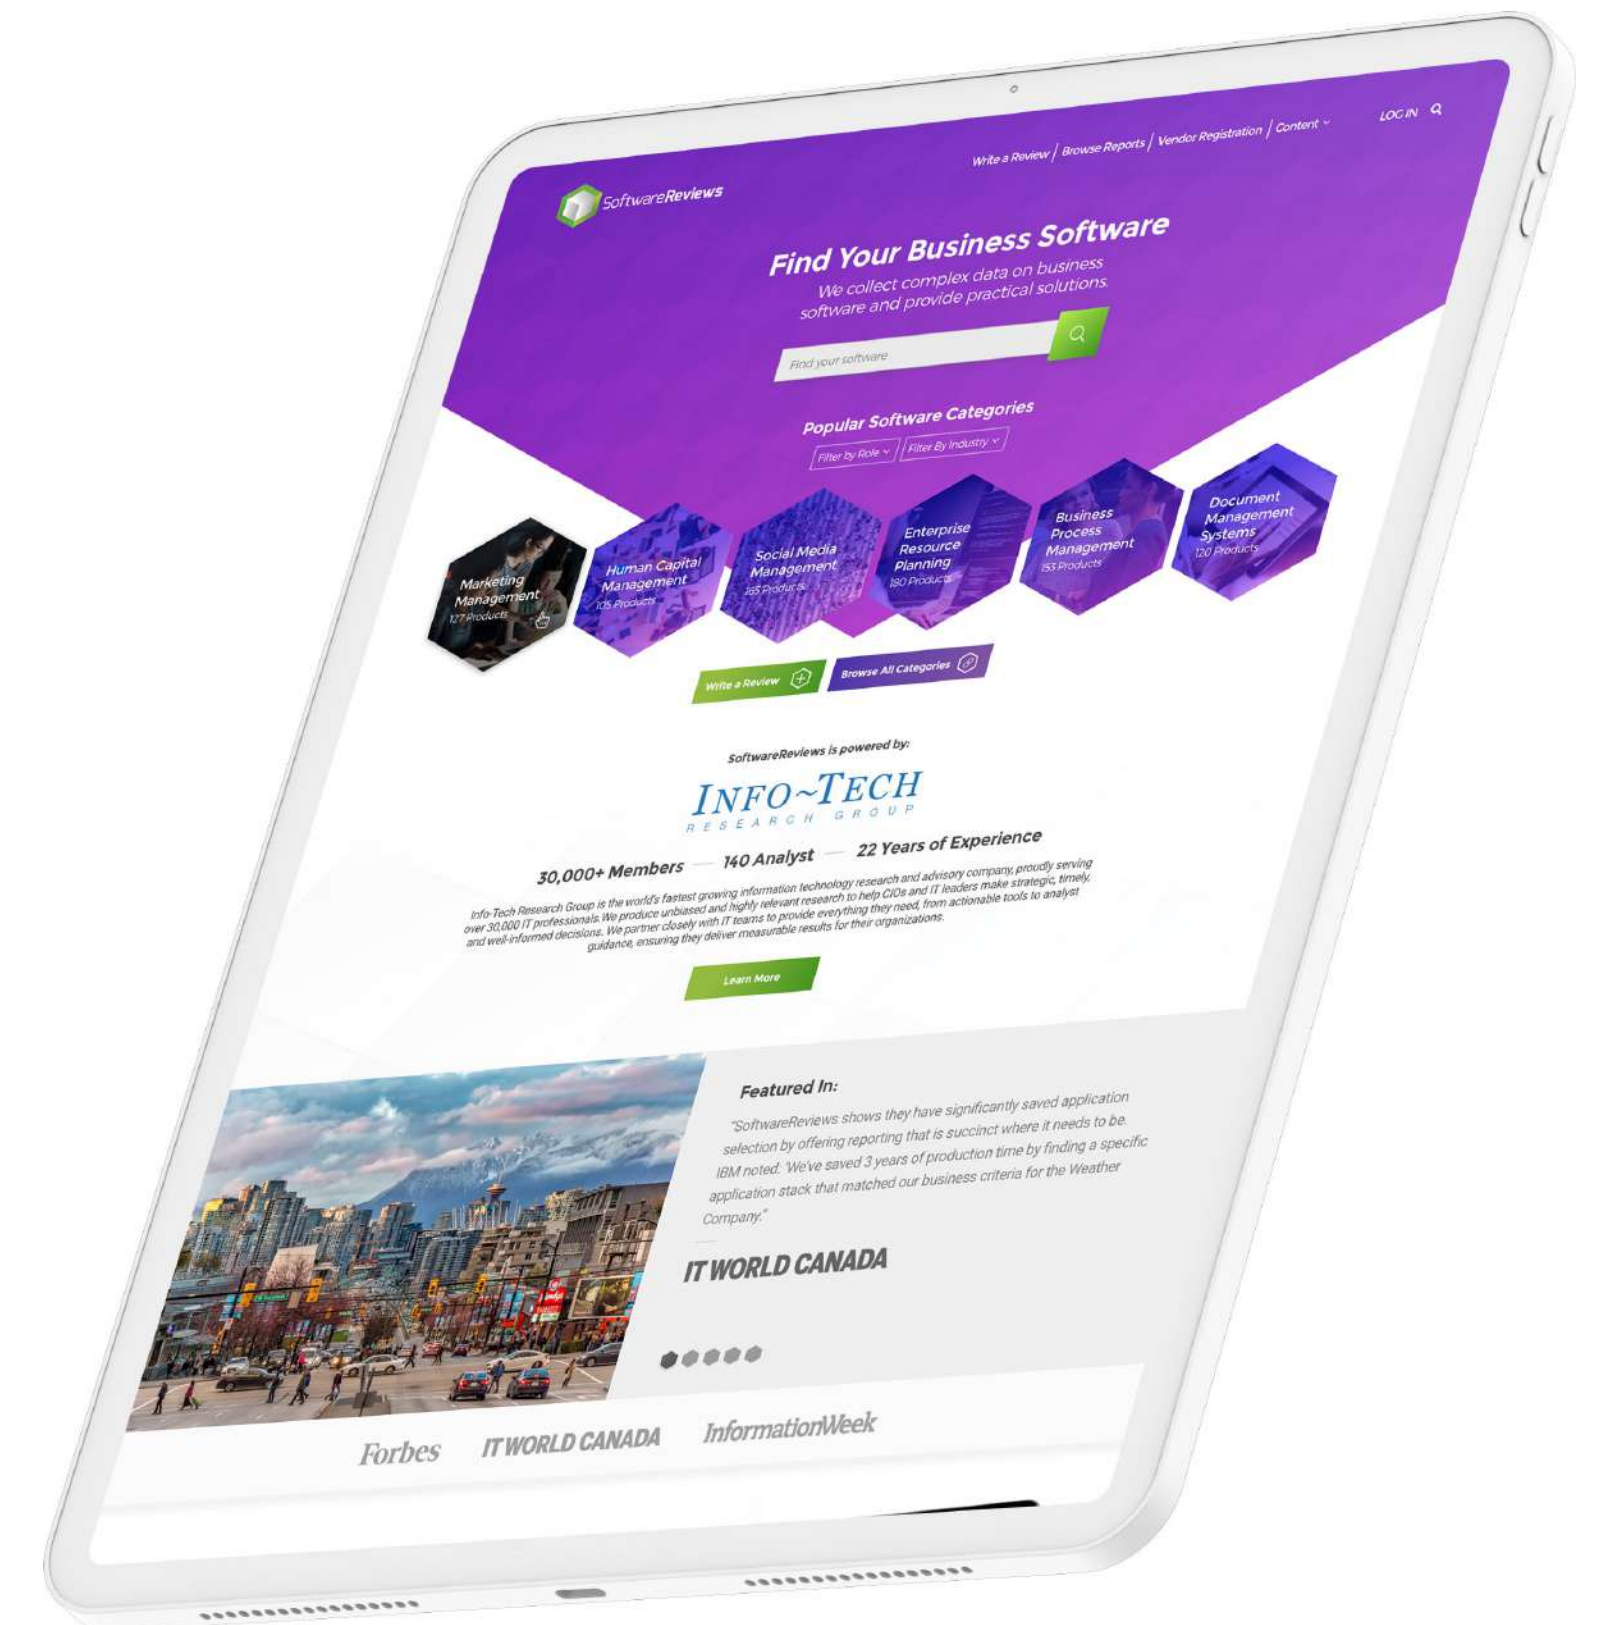 Write a Review / Browse Reports / Vendor Registration / Content
LOG IN
SoftwareReviews
Find Your Business Software
We collect complex data on business
software and provide practical solutions.
Find your software
Popular Software Categories
Filter by Role
Filter By Industry
Marketing
Management
127 Products
Human Capital
Management
105 Products
Social Media
Management
Products
Enterprise
Resource
Planning
180 Products
Business
Process
Management
153 Products
Document
Management
Systems
120 Products
Write a Review
Browse All Categories
SoftwareReviews is powered by:
INFO~TECH
RESEARCH GROUP
30,000+ Members — 140 Analyst — 22 Years of Experience
Info-Tech Research Group is the world's fastest growing information technology research and advisory company, proudly serving
over 30,000 IT professionals. We produce unbiased and highly relevant research to help CIOs and IT leaders make strategic, timely,
and well-informed decisions. We partner closely with IT teams to provide everything they need, from actionable tools to analyst
guidance, ensuring they deliver measurable results for their organizations.
Learn More
Featured In:
"SoftwareReviews shows they have significantly saved application
selection by offering reporting that is succinct where it needs to be.
IBM noted: 'We've saved 3 years of production time by finding a specific
application stack that matched our business criteria for the Weather
Company."
IT WORLD CANADA
Forbes
IT WORLD CANADA
InformationWeek